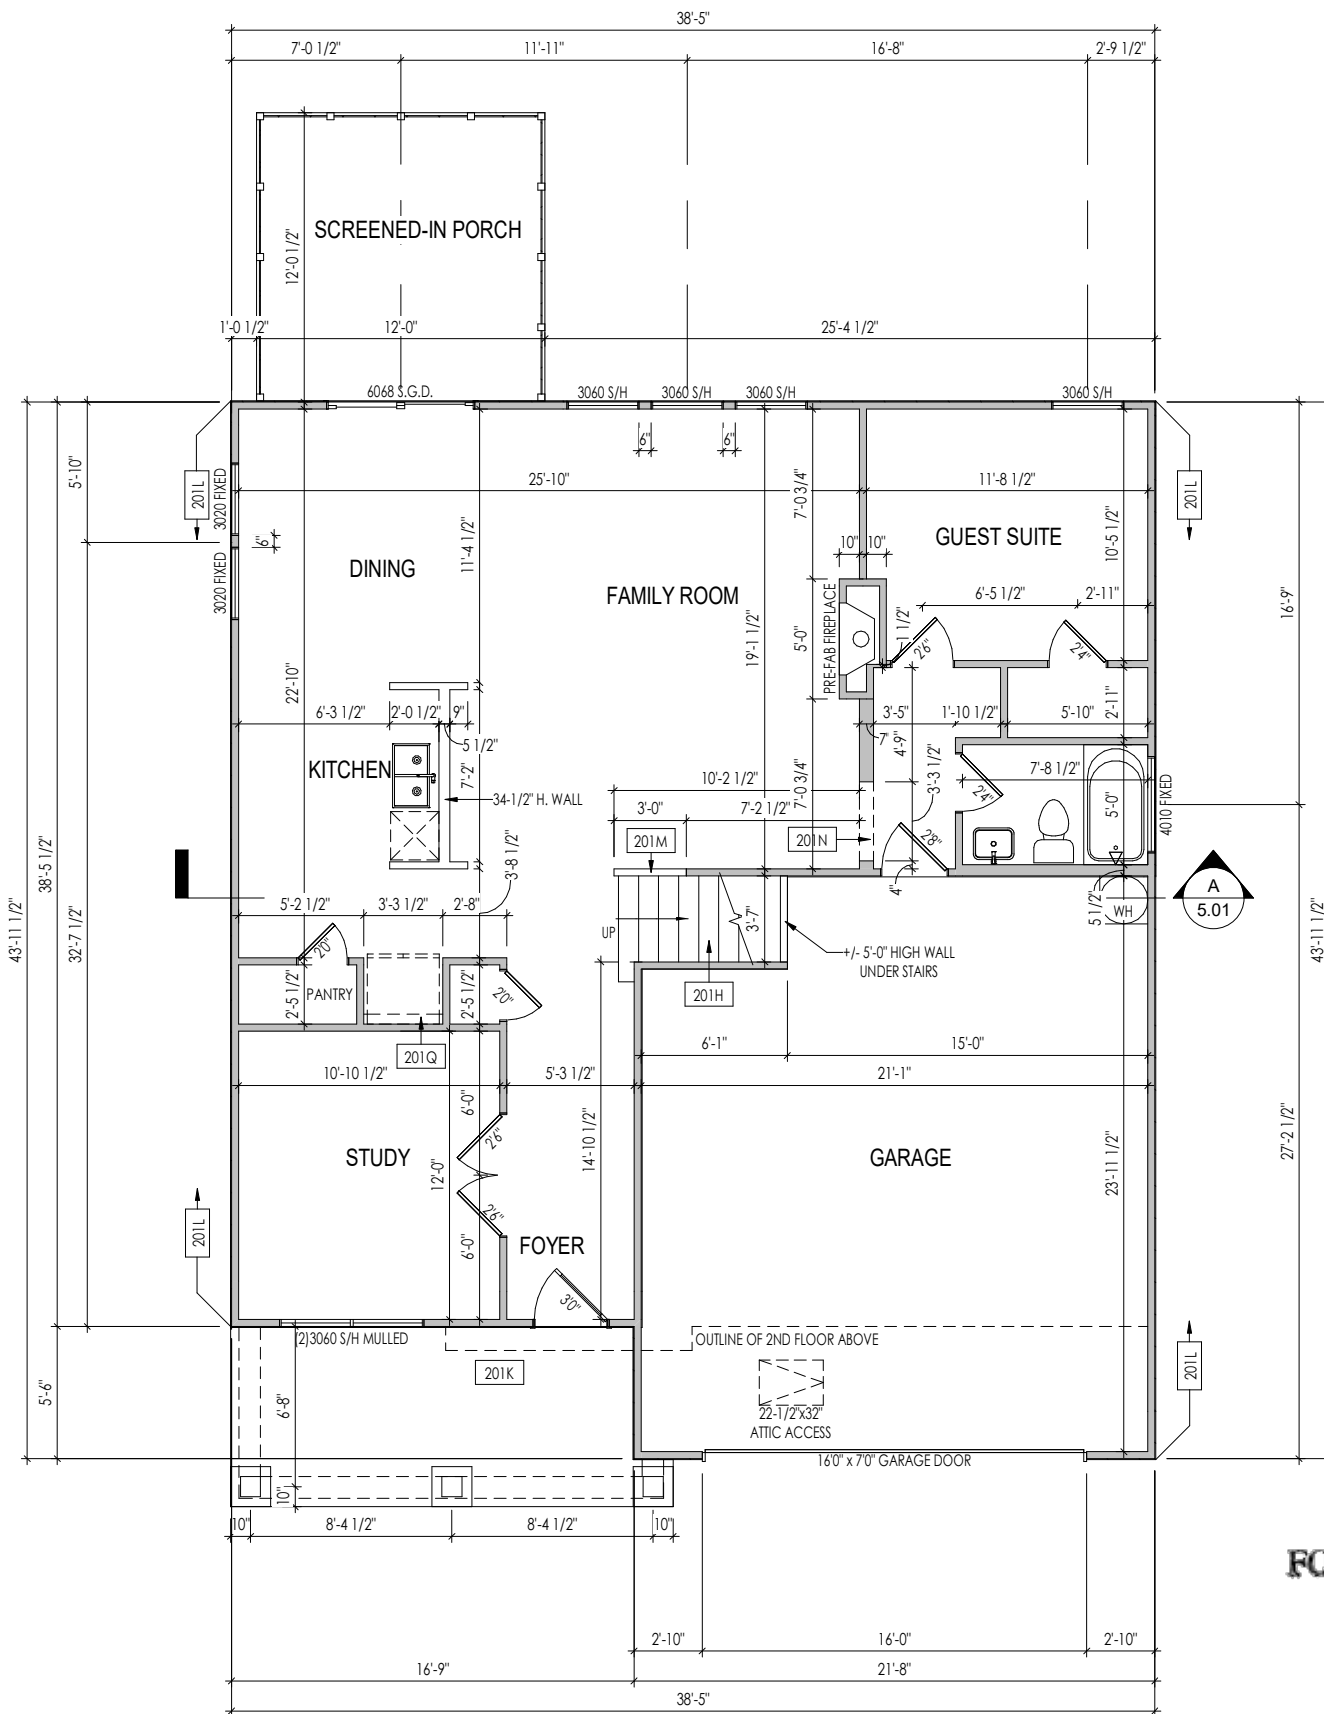 38'-5"
7'-0 1/2"
11'-11"
16'-8"
2'-9 1/2"
SCREENED-IN PORCH
12'-0 1/2"
1'-0 1/2"
12'-0"
25'-4 1/2"
6068 S.G.D.
3060 S/H
3060 S/H
3060 S/H
3060 S/H
6"
6"
5'-10"
201L
3020 FIXED
3020 FIXED
6"
25'-10"
11'-8 1/2"
7'-0 3/4"
11'-4 1/2"
10'-5 1/2"
201L
GUEST SUITE
DINING
FAMILY ROOM
10"
10"
6'-5 1/2"
2'-11"
16'-9"
PRE-FAB FIREPLACE
5'-0"
19'-1 1/2"
1 1/2"
2'6"
2'4"
22'-10"
6'-3 1/2"
2'-0 1/2"
9"
5 1/2"
3'-5"
1'-10 1/2"
5'-10"
2'-11"
7"
4'-9"
KITCHEN
7'-2"
34-1/2" H. WALL
10'-2 1/2"
3'-0"
7'-2 1/2"
7'-0 3/4"
3'-3 1/2"
7'-8 1/2"
2'4"
5'-0"
4010 FIXED
201M
201N
2'8"
3'-8 1/2"
4"
43'-11 1/2"
38'-5 1/2"
32'-7 1/2"
5'-2 1/2"
3'-3 1/2"
2'-8"
UP
3'-7"
5 1/2"
WH
A
5.01
43'-11 1/2"
+/- 5'-0" HIGH WALL
UNDER STAIRS
2'0"
2'-5 1/2"
PANTRY
2'-5 1/2"
2'0"
201H
201Q
6'-1"
15'-0"
10'-10 1/2"
5'-3 1/2"
21'-1"
6'-0"
2'6"
14'-10 1/2"
STUDY
12'-0"
GARAGE
23'-11 1/2"
27'-2 1/2"
2'6"
6'-0"
FOYER
201L
3'0"
(2)3060 S/H MULLED
OUTLINE OF 2ND FLOOR ABOVE
201K
201L
5'-6"
6'-8"
22-1/2"x32"
ATTIC ACCESS
16'0" x 7'0" GARAGE DOOR
10"
10"
8'-4 1/2"
8'-4 1/2"
10"
2'-10"
16'-0"
2'-10"
16'-9"
21'-8"
38'-5"